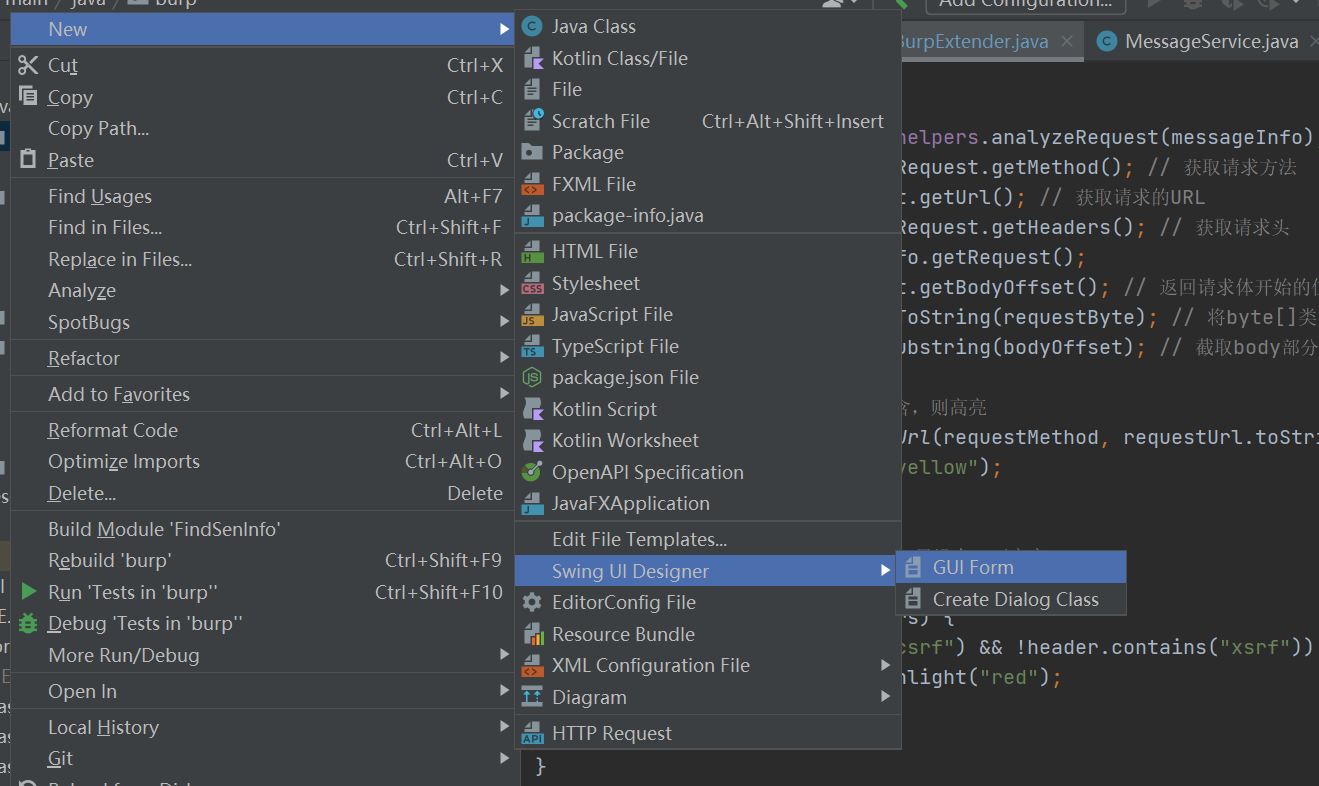 main / java / burp
Add Configuration...
BurpExtender.java
MessageService.java
New
Cut Ctrl+X
Copy Ctrl+C
Copy Path...
Paste Ctrl+V
Find Usages Alt+F7
Find in Files... Ctrl+Shift+F
Replace in Files... Ctrl+Shift+R
Analyze
SpotBugs
Refactor
Add to Favorites
Reformat Code Ctrl+Alt+L
Optimize Imports Ctrl+Alt+O
Delete... Delete
Build Module 'FindSenInfo'
Rebuild 'burp' Ctrl+Shift+F9
Run 'Tests in 'burp'' Ctrl+Shift+F10
Debug 'Tests in 'burp''
More Run/Debug
Open In
Local History
Git
Java Class
Kotlin Class/File
File
Scratch File Ctrl+Alt+Shift+Insert
Package
FXML File
package-info.java
HTML File
Stylesheet
JavaScript File
TypeScript File
package.json File
Kotlin Script
Kotlin Worksheet
OpenAPI Specification
JavaFXApplication
Edit File Templates...
Swing UI Designer
EditorConfig File
Resource Bundle
XML Configuration File
Diagram
HTTP Request
GUI Form
Create Dialog Class
helpers.analyzeRequest(messageInfo)
Request.getMethod(); // 获取请求方法
t.getUrl(); // 获取请求的URL
Request.getHeaders(); // 获取请求头
fo.getRequest();
t.getBodyOffset(); // 返回请求体开始的
ToString(requestByte); // 将byte[]类
ubstring(bodyOffset); // 截取body部分
含，则高亮
Url(requestMethod, requestUrl.toStri
yellow");
rs) {
csrf") && !header.contains("xsrf"))
hlight("red");
}